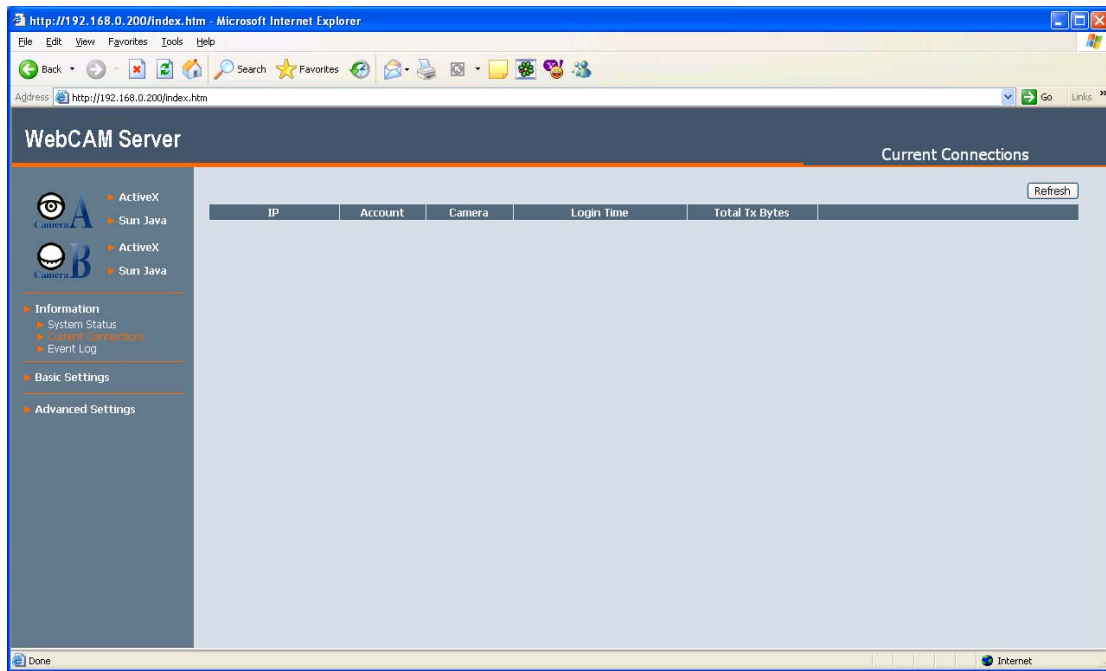 http://192.168.0.200/index.htm - Microsoft Internet Explorer
File Edit View Favorites Tools Help
Back Search Favorites
Address http://192.168.0.200/index.htm Go Links »
WebCAM Server
Current Connections
Refresh
IP Account Camera Login Time Total Tx Bytes
Camera A
ActiveX
Sun Java
Camera B
ActiveX
Sun Java
Information
System Status
Current Connections
Event Log
Basic Settings
Advanced Settings
Done Internet